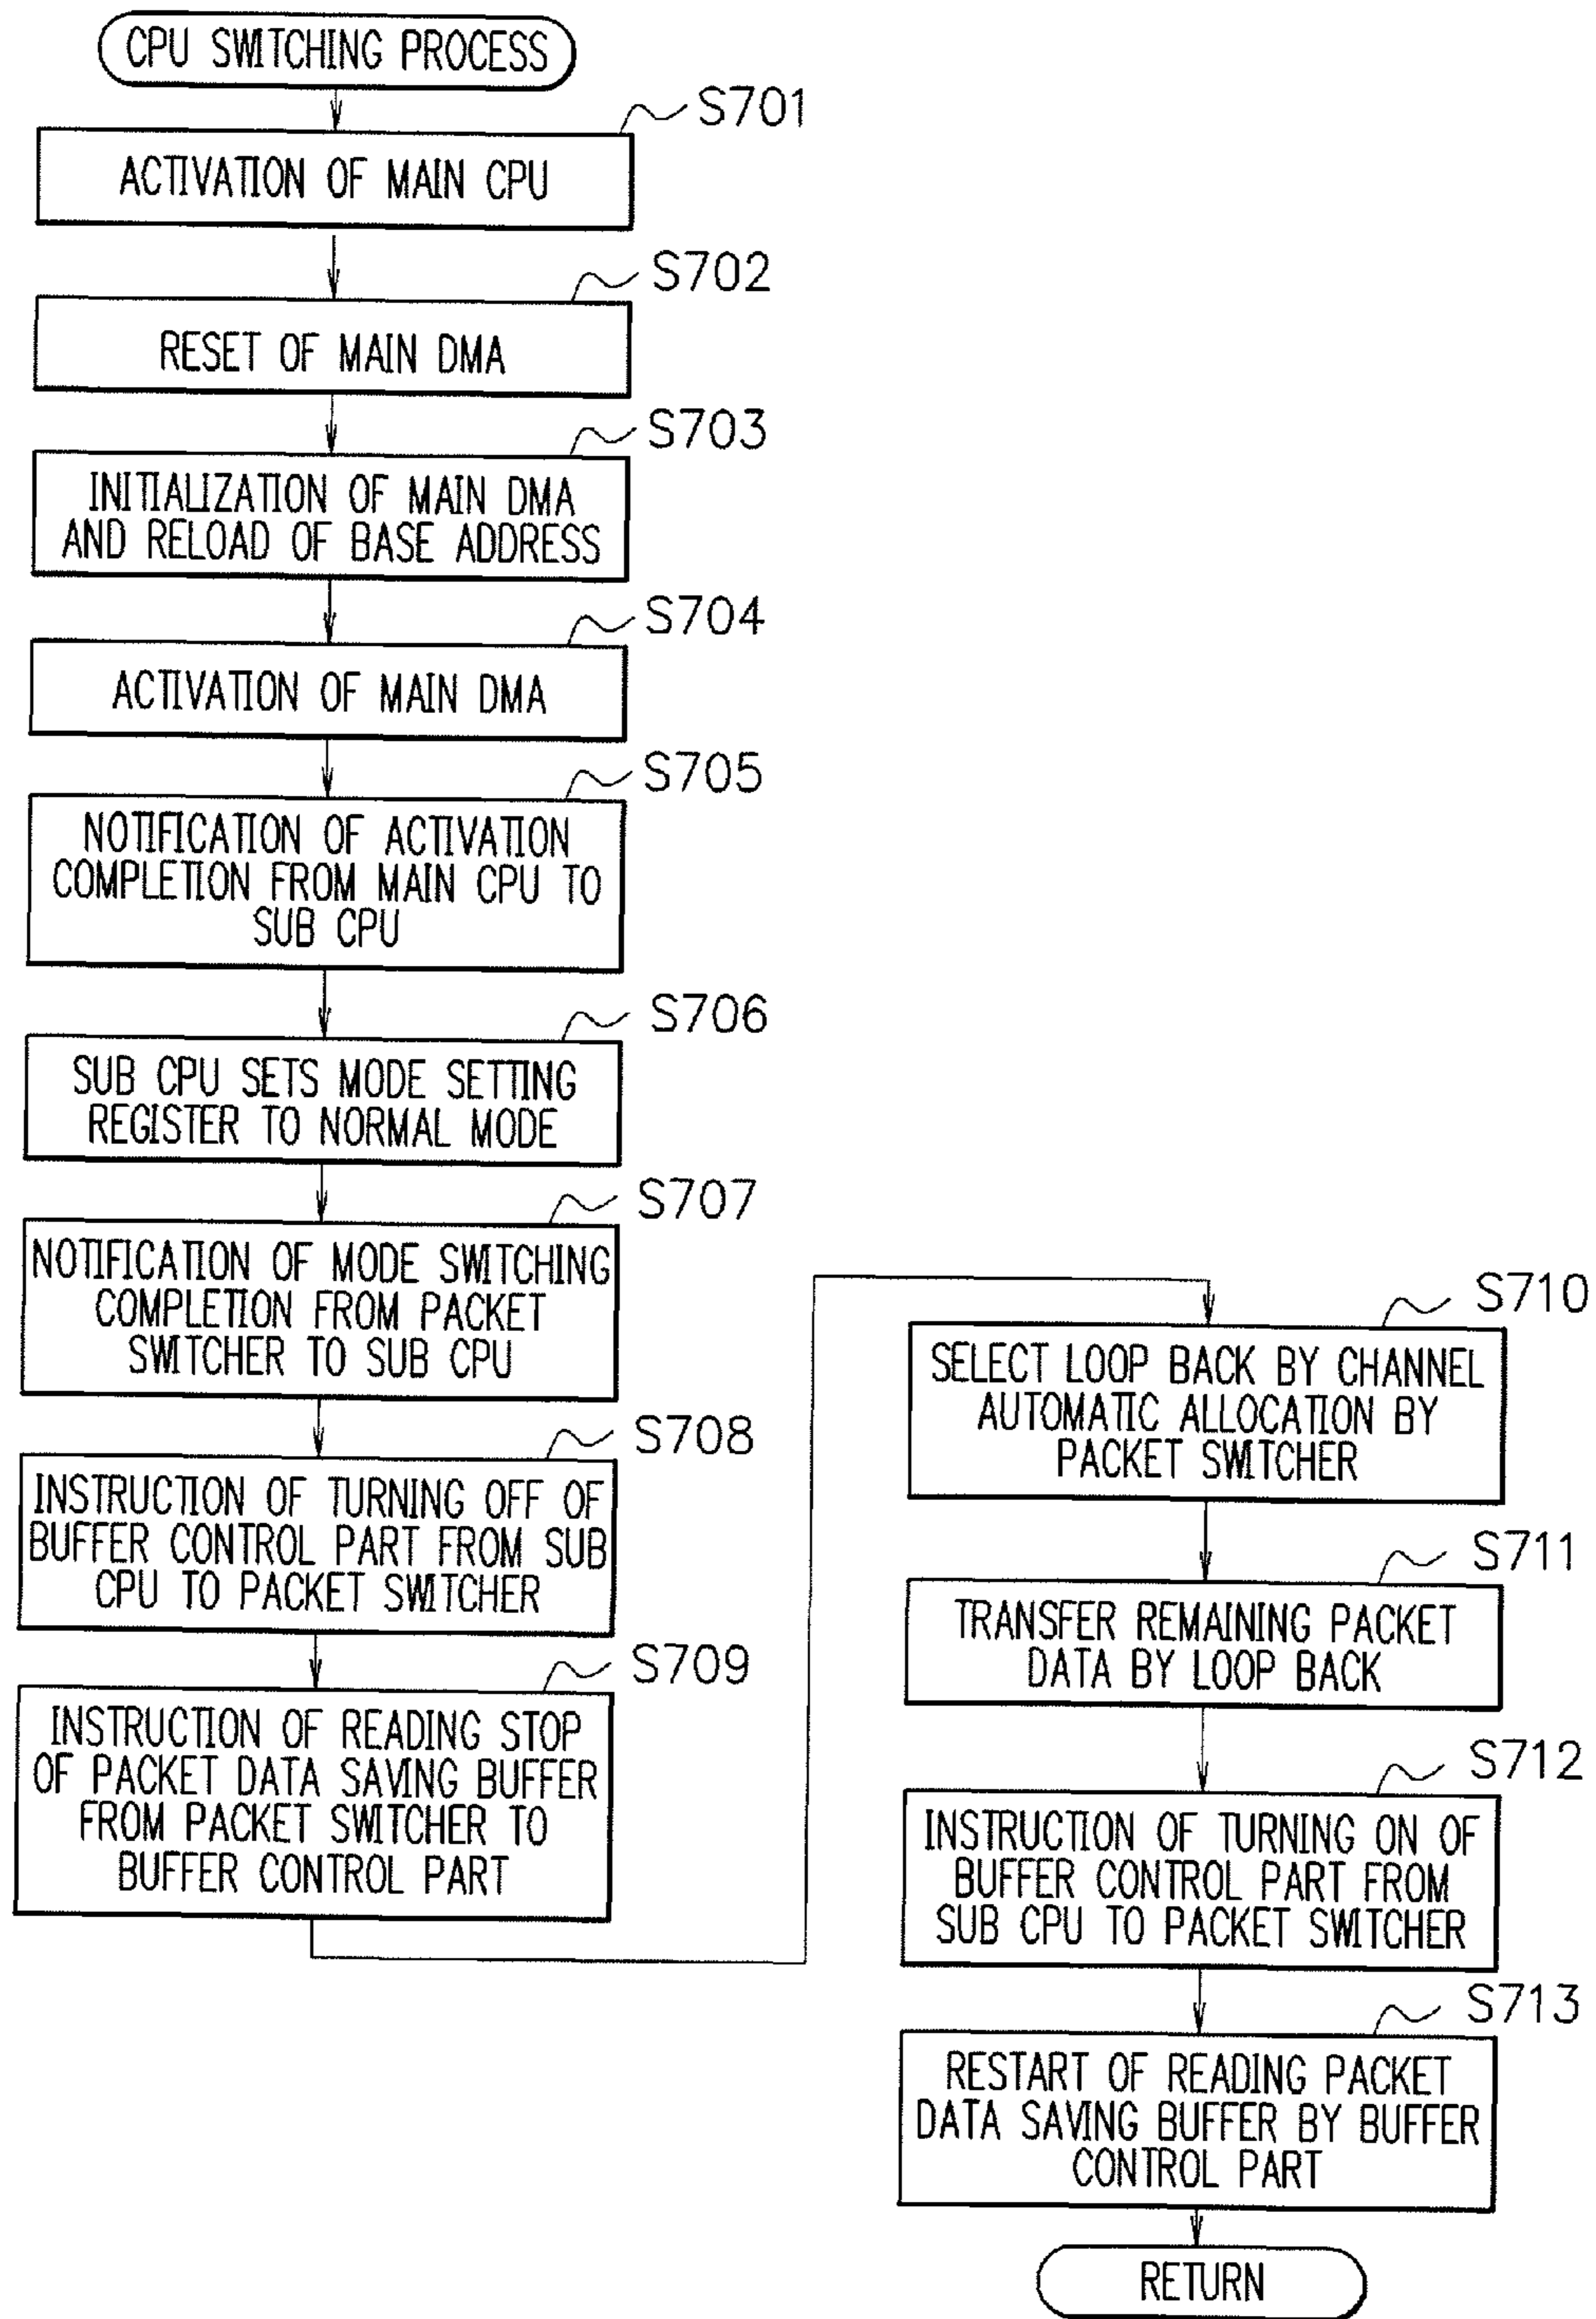 CPU SWITCHING PROCESS
S701
ACTIVATION OF MAIN CPU
S702
RESET OF MAIN DMA
S703
INITIALIZATION OF MAIN DMA
AND RELOAD OF BASE ADDRESS
S704
ACTIVATION OF MAIN DMA
S705
NOTIFICATION OF ACTIVATION
COMPLETION FROM MAIN CPU TO
SUB CPU
S706
SUB CPU SETS MODE SETTING
REGISTER TO NORMAL MODE
S707
NOTIFICATION OF MODE SWITCHING
COMPLETION FROM PACKET
SWITCHER TO SUB CPU
S708
INSTRUCTION OF TURNING OFF OF
BUFFER CONTROL PART FROM SUB
CPU TO PACKET SWITCHER
S709
INSTRUCTION OF READING STOP
OF PACKET DATA SAVING BUFFER
FROM PACKET SWITCHER TO
BUFFER CONTROL PART
S710
SELECT LOOP BACK BY CHANNEL
AUTOMATIC ALLOCATION BY
PACKET SWITCHER
S711
TRANSFER REMAINING PACKET
DATA BY LOOP BACK
S712
INSTRUCTION OF TURNING ON OF
BUFFER CONTROL PART FROM
SUB CPU TO PACKET SWITCHER
S713
RESTART OF READING PACKET
DATA SAVING BUFFER BY BUFFER
CONTROL PART
RETURN